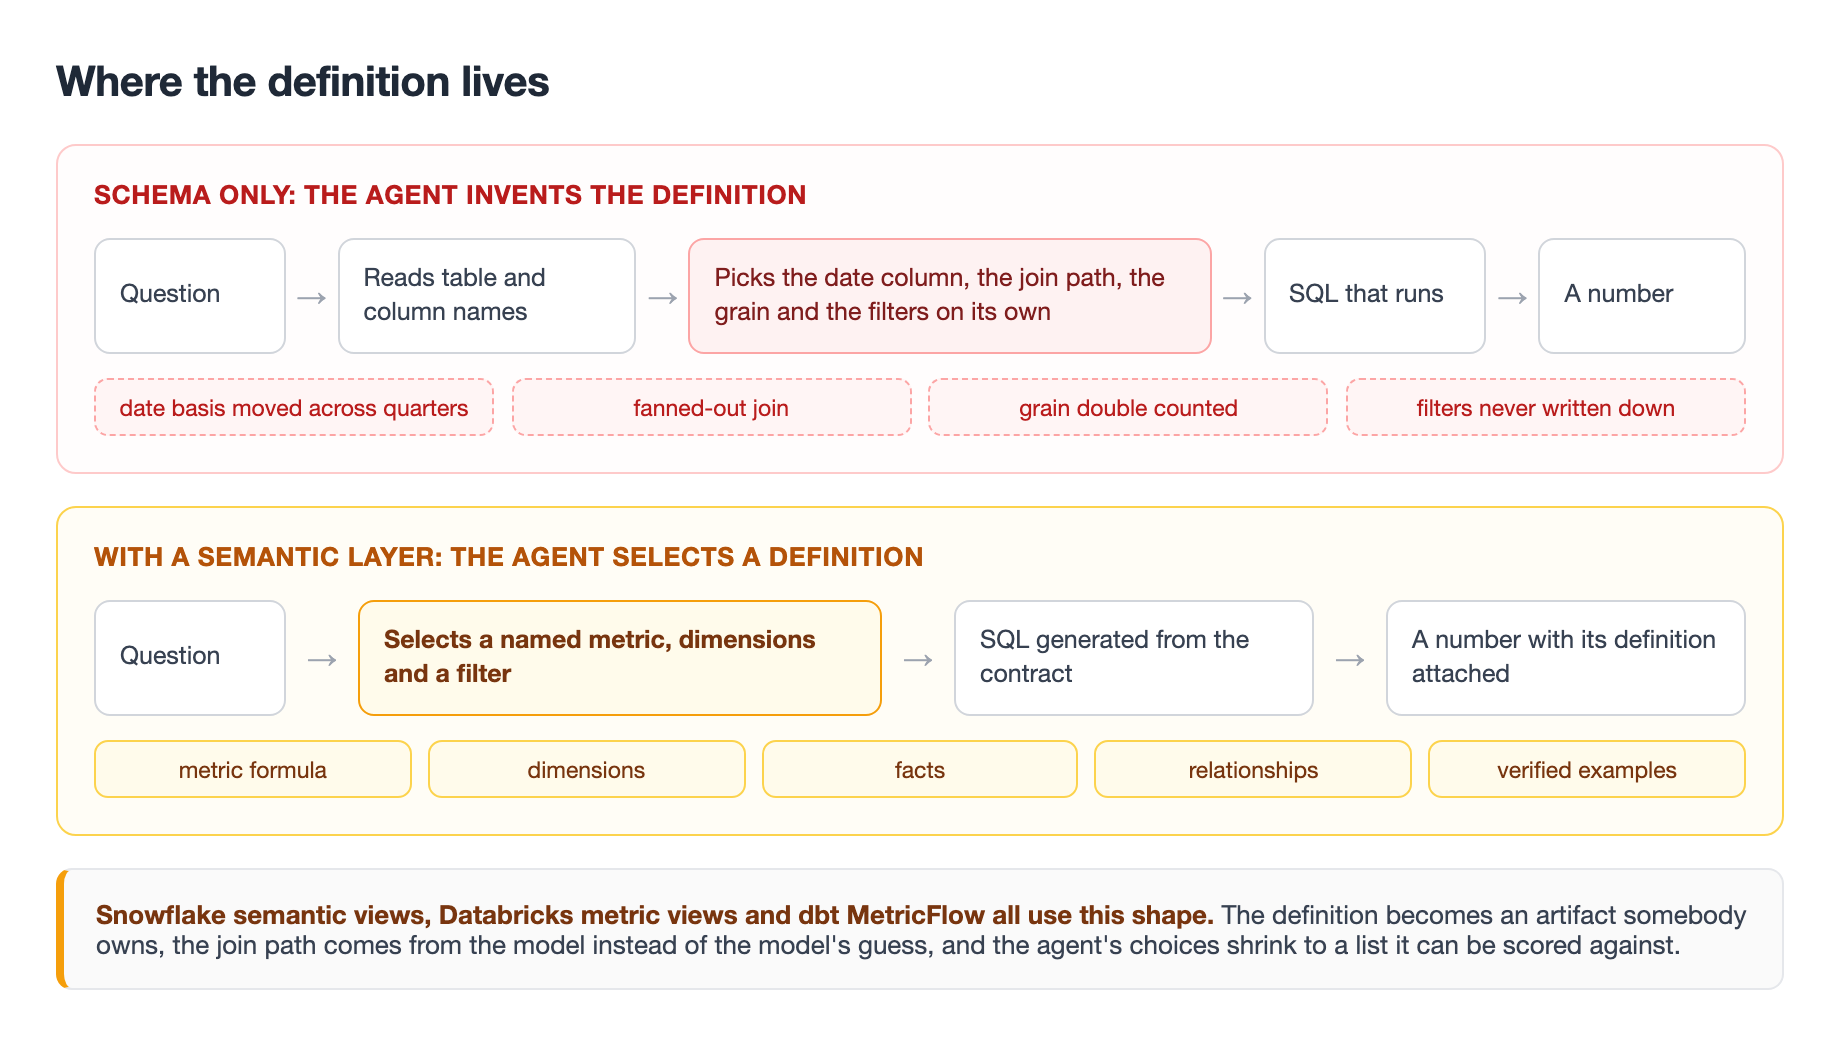 Where the definition lives
SCHEMA ONLY: THE AGENT INVENTS THE DEFINITION
Question
→
Reads table and
column names
→
Picks the date column, the join path, the
grain and the filters on its own
→
SQL that runs
→
A number
date basis moved across quarters
fanned-out join
grain double counted
filters never written down
WITH A SEMANTIC LAYER: THE AGENT SELECTS A DEFINITION
Question
→
Selects a named metric, dimensions
and a filter
→
SQL generated from the
contract
→
A number with its definition
attached
metric formula
dimensions
facts
relationships
verified examples
Snowflake semantic views, Databricks metric views and dbt MetricFlow all use this shape. The definition becomes an artifact somebody
owns, the join path comes from the model instead of the model's guess, and the agent's choices shrink to a list it can be scored against.